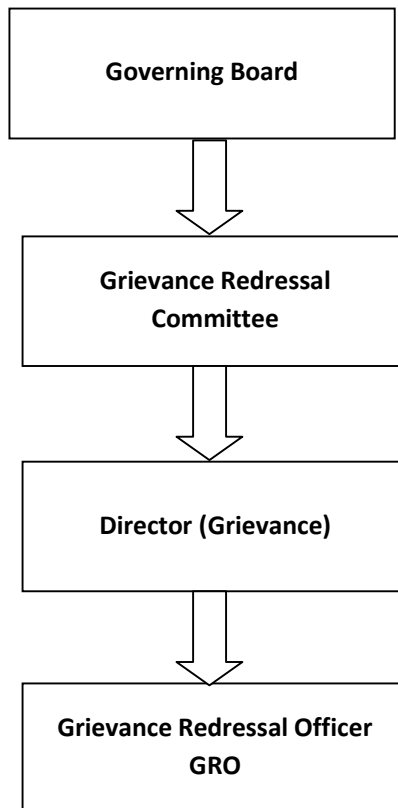 Governing Board
Grievance Redressal
Committee
Director (Grievance)
Grievance Redressal Officer
GRO